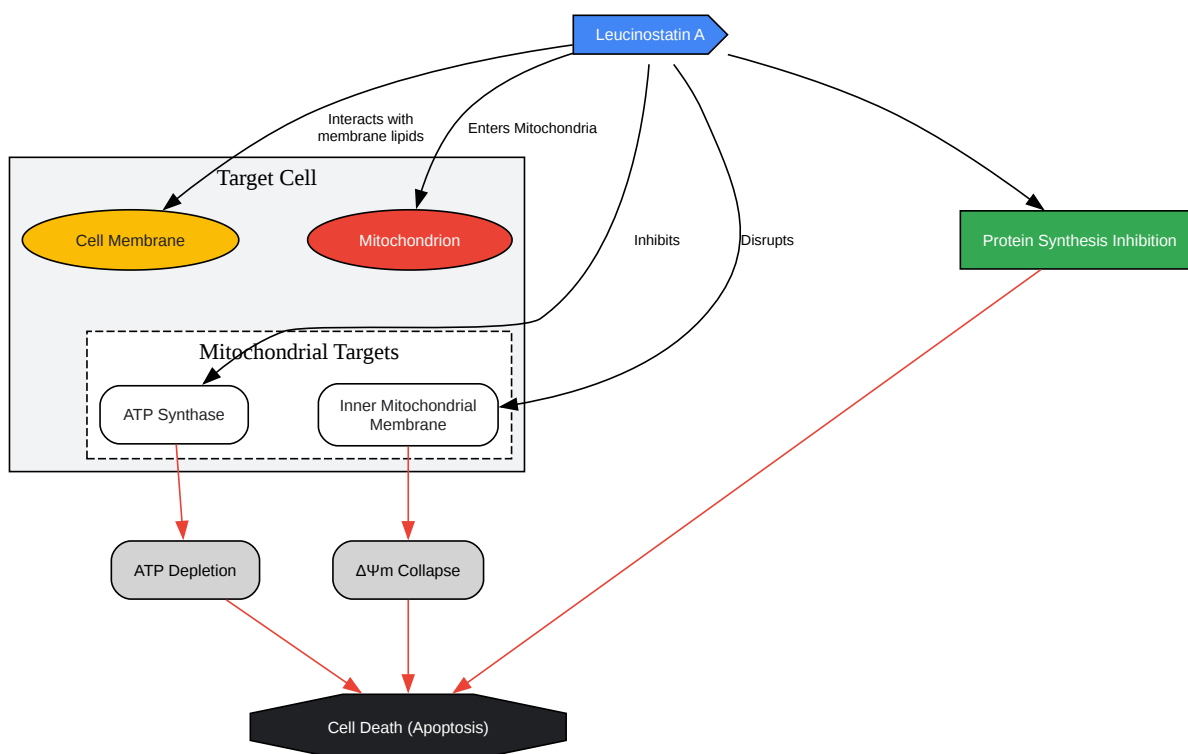 Leucinostatin A
Interacts with
membrane lipids
Enters Mitochondria
Target Cell
Cell Membrane
Mitochondrion
Inhibits
Disrupts
Protein Synthesis Inhibition
Mitochondrial Targets
ATP Synthase
Inner Mitochondrial
Membrane
ATP Depletion
ΔΨm Collapse
Cell Death (Apoptosis)